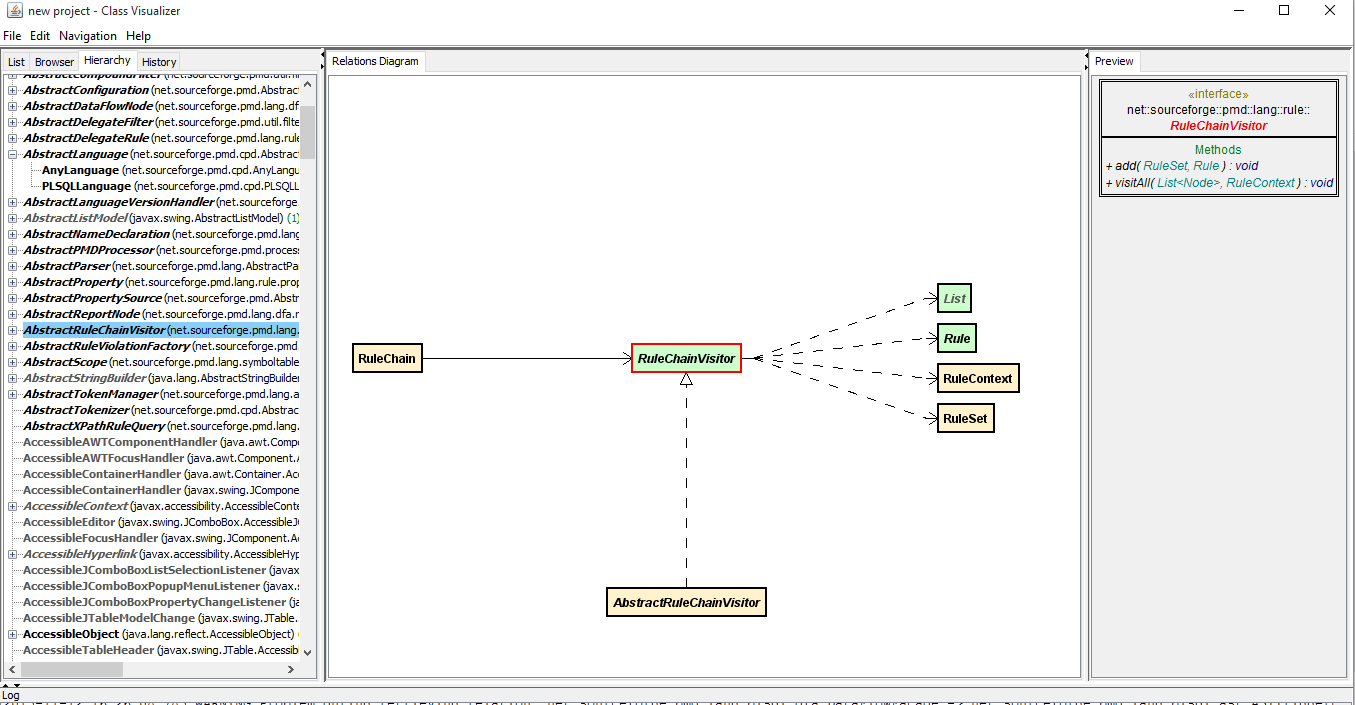 new project - Class Visualizer
File Edit Navigation Help
List Browser Hierarchy History
AbstractCompoundFilter (net.sourceforge.pmd.util.fil
AbstractConfiguration (net.sourceforge.pmd.Abstract
AbstractDataFlowNode (net.sourceforge.pmd.lang.df
AbstractDelegateFilter (net.sourceforge.pmd.util.filte
AbstractDelegateRule (net.sourceforge.pmd.lang.rule
AbstractLanguage (net.sourceforge.pmd.cpd.Abstract
AnyLanguage (net.sourceforge.pmd.cpd.AnyLangu
PLSQLLanguage (net.sourceforge.pmd.cpd.PLSQLL
AbstractLanguageVersionHandler (net.sourceforge
AbstractListModel (javax.swing.AbstractListModel) (1)
AbstractNameDeclaration (net.sourceforge.pmd.lang
AbstractPMDProcessor (net.sourceforge.pmd.process
AbstractParser (net.sourceforge.pmd.lang.AbstractPa
AbstractProperty (net.sourceforge.pmd.lang.rule.prop
AbstractPropertySource (net.sourceforge.pmd.Abstr
AbstractReportNode (net.sourceforge.pmd.lang.dfa.r
AbstractRuleChainVisitor (net.sourceforge.pmd.lang.
AbstractRuleViolationFactory (net.sourceforge.pmd.
AbstractScope (net.sourceforge.pmd.lang.symboltable
AbstractStringBuilder (java.lang.AbstractStringBuilder
AbstractTokenManager (net.sourceforge.pmd.lang.a
AbstractTokenizer (net.sourceforge.pmd.cpd.Abstrac
AbstractXPathRuleQuery (net.sourceforge.pmd.lang.
AccessibleAWTComponentHandler (java.awt.Compo
AccessibleAWTFocusHandler (java.awt.Component.A
AccessibleContainerHandler (java.awt.Container.Acc
AccessibleContainerHandler (javax.swing.JCompone
AccessibleContext (javax.accessibility.AccessibleConte
AccessibleEditor (javax.swing.JComboBox.AccessibleJC
AccessibleFocusHandler (javax.swing.JComponent.Ac
AccessibleHyperlink (javax.accessibility.AccessibleHyp
AccessibleJComboBoxListSelectionListener (javax
AccessibleJComboBoxPopupMenuListener (javax.s
AccessibleJComboBoxPropertyChangeListener (ja
AccessibleJTableModelChange (javax.swing.JTable.
AccessibleObject (java.lang.reflect.AccessibleObject)
AccessibleTableHeader (javax.swing.JTable.Accessibl
Relations Diagram
List
Rule
RuleChain
RuleChainVisitor
RuleContext
RuleSet
AbstractRuleChainVisitor
Preview
«interface»
net::sourceforge::pmd::lang::rule::
RuleChainVisitor
Methods
+ add( RuleSet, Rule ) : void
+ visitAll( List<Node>, RuleContext ) : void
Log